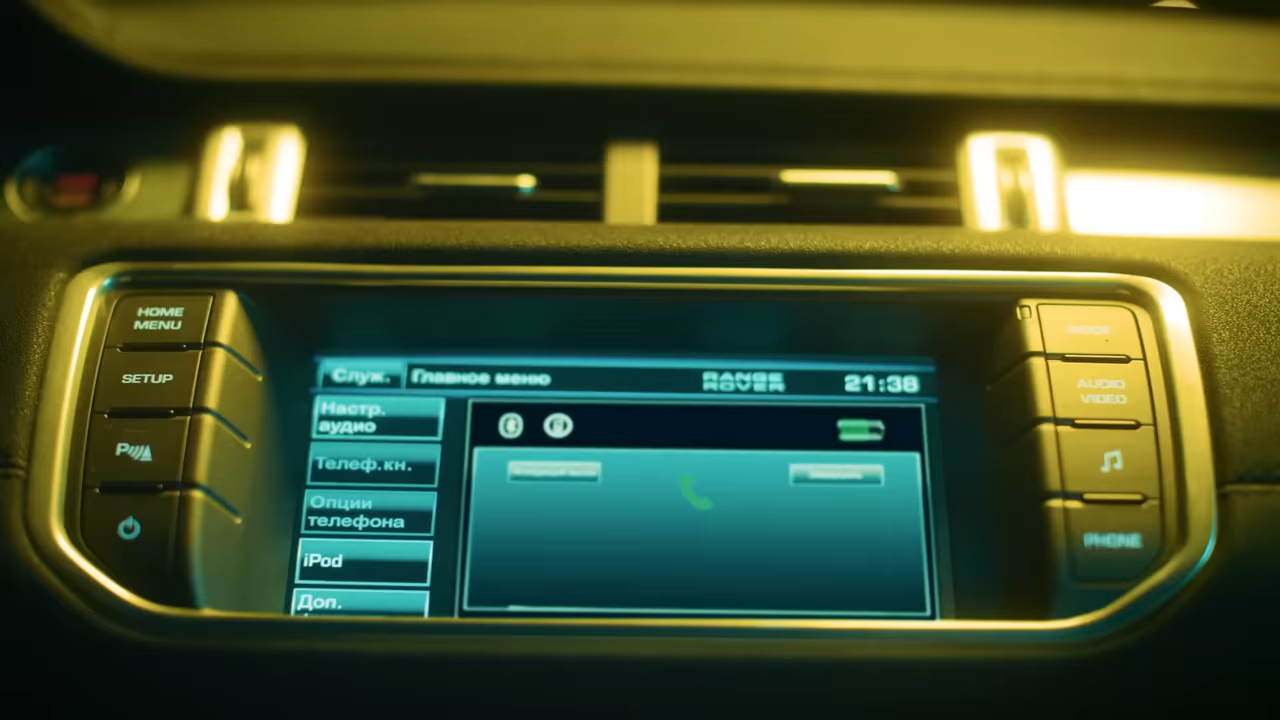 HOME
MENU
SETUP
P
Служ.
Главное меню
RANGE
ROVER
21:38
Настр.
аудио
Телеф.кн.
Опции
телефона
iPod
Доп.
MODE
AUDIO
VIDEO
PHONE